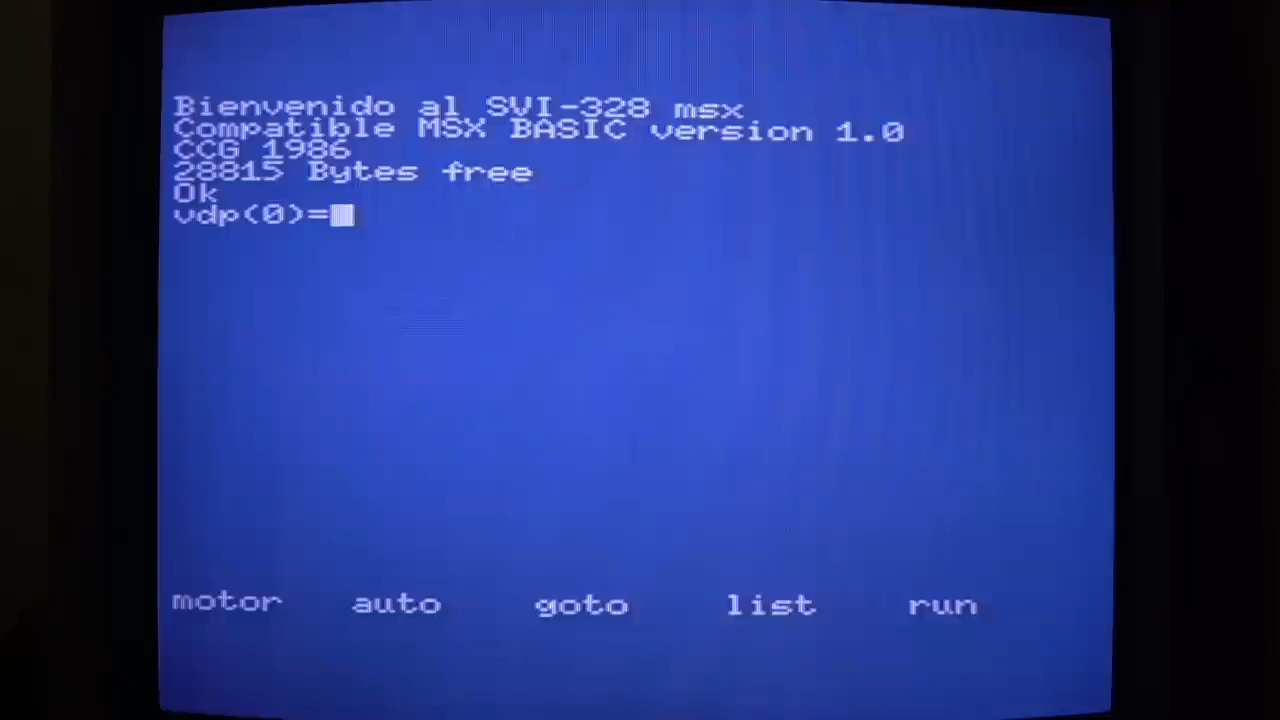 Bienvenido al SVI-328 msx
Compatible MSX BASIC version 1.0
CCG 1986
28815 Bytes free
Ok
vdp(0)=
motor auto goto list run